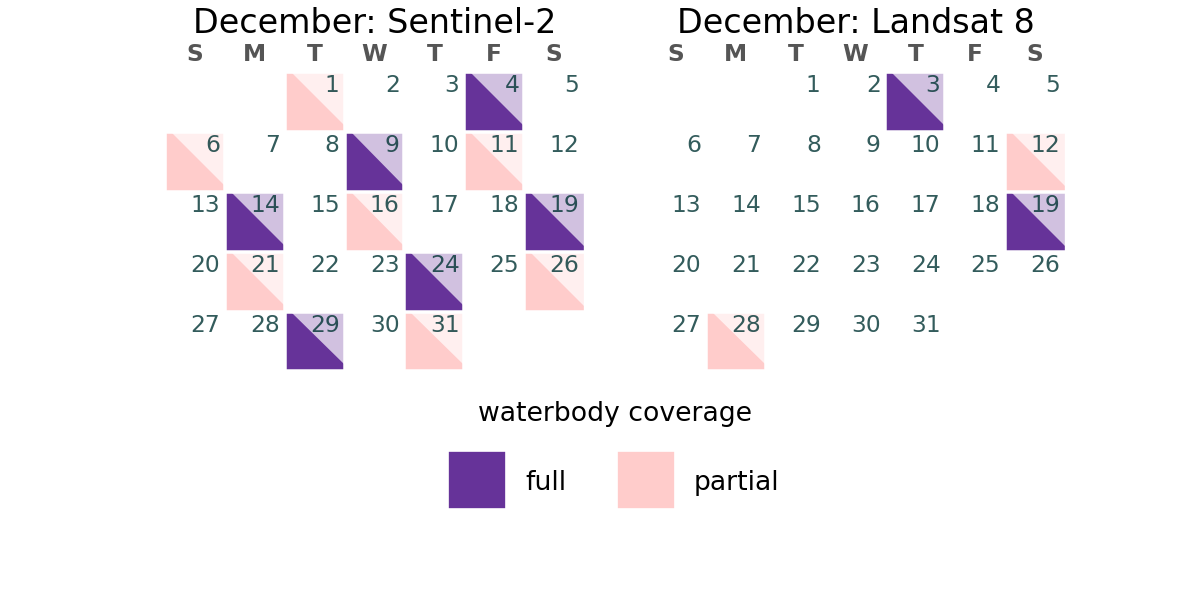 December: Sentinel-2
S M T W T F S
1 2 3 4 5
6 7 8 9 10 11 12
13 14 15 16 17 18 19
20 21 22 23 24 25 26
27 28 29 30 31
December: Landsat 8
S M T W T F S
1 2 3 4 5
6 7 8 9 10 11 12
13 14 15 16 17 18 19
20 21 22 23 24 25 26
27 28 29 30 31
waterbody coverage
full
partial